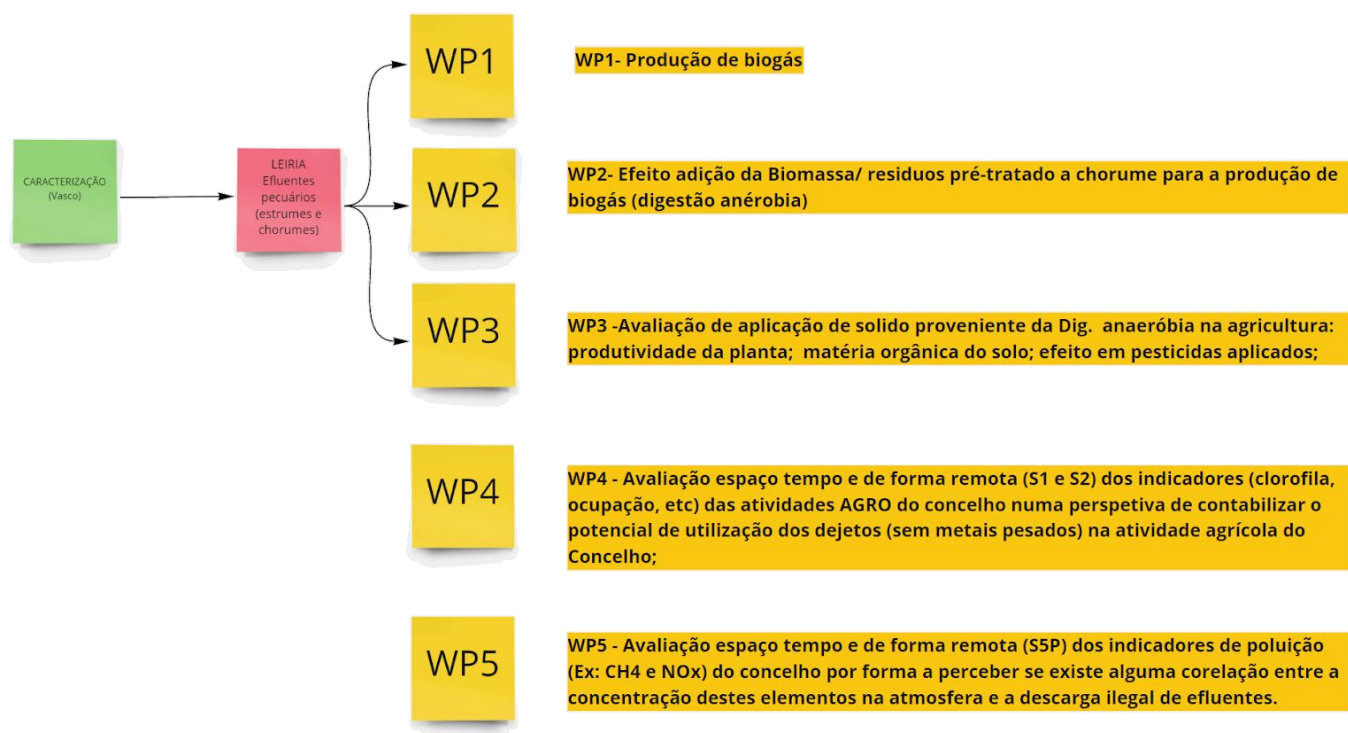 WP1
WP1- Produção de biogás
CARACTERIZAÇÃO
(Vasco)
LEIRIA
Efluentes
pecuários
(estrumes e
chorumes)
WP2
WP2- Efeito adição da Biomassa/ residuos pré-tratado a chorume para a produção de
biogás (digestão anérobia)
WP3
WP3 -Avaliação de aplicação de solido proveniente da Dig. anaeróbia na agricultura:
produtividade da planta; matéria orgânica do solo; efeito em pesticidas aplicados;
WP4
WP4 - Avaliação espaço tempo e de forma remota (S1 e S2) dos indicadores (clorofila,
ocupação, etc) das atividades AGRO do concelho numa perspetiva de contabilizar o
potencial de utilização dos dejetos (sem metais pesados) na atividade agrícola do
Concelho;
WP5
WP5 - Avaliação espaço tempo e de forma remota (S5P) dos indicadores de poluição
(Ex: CH4 e NOx) do concelho por forma a perceber se existe alguma corelação entre a
concentração destes elementos na atmosfera e a descarga ilegal de efluentes.